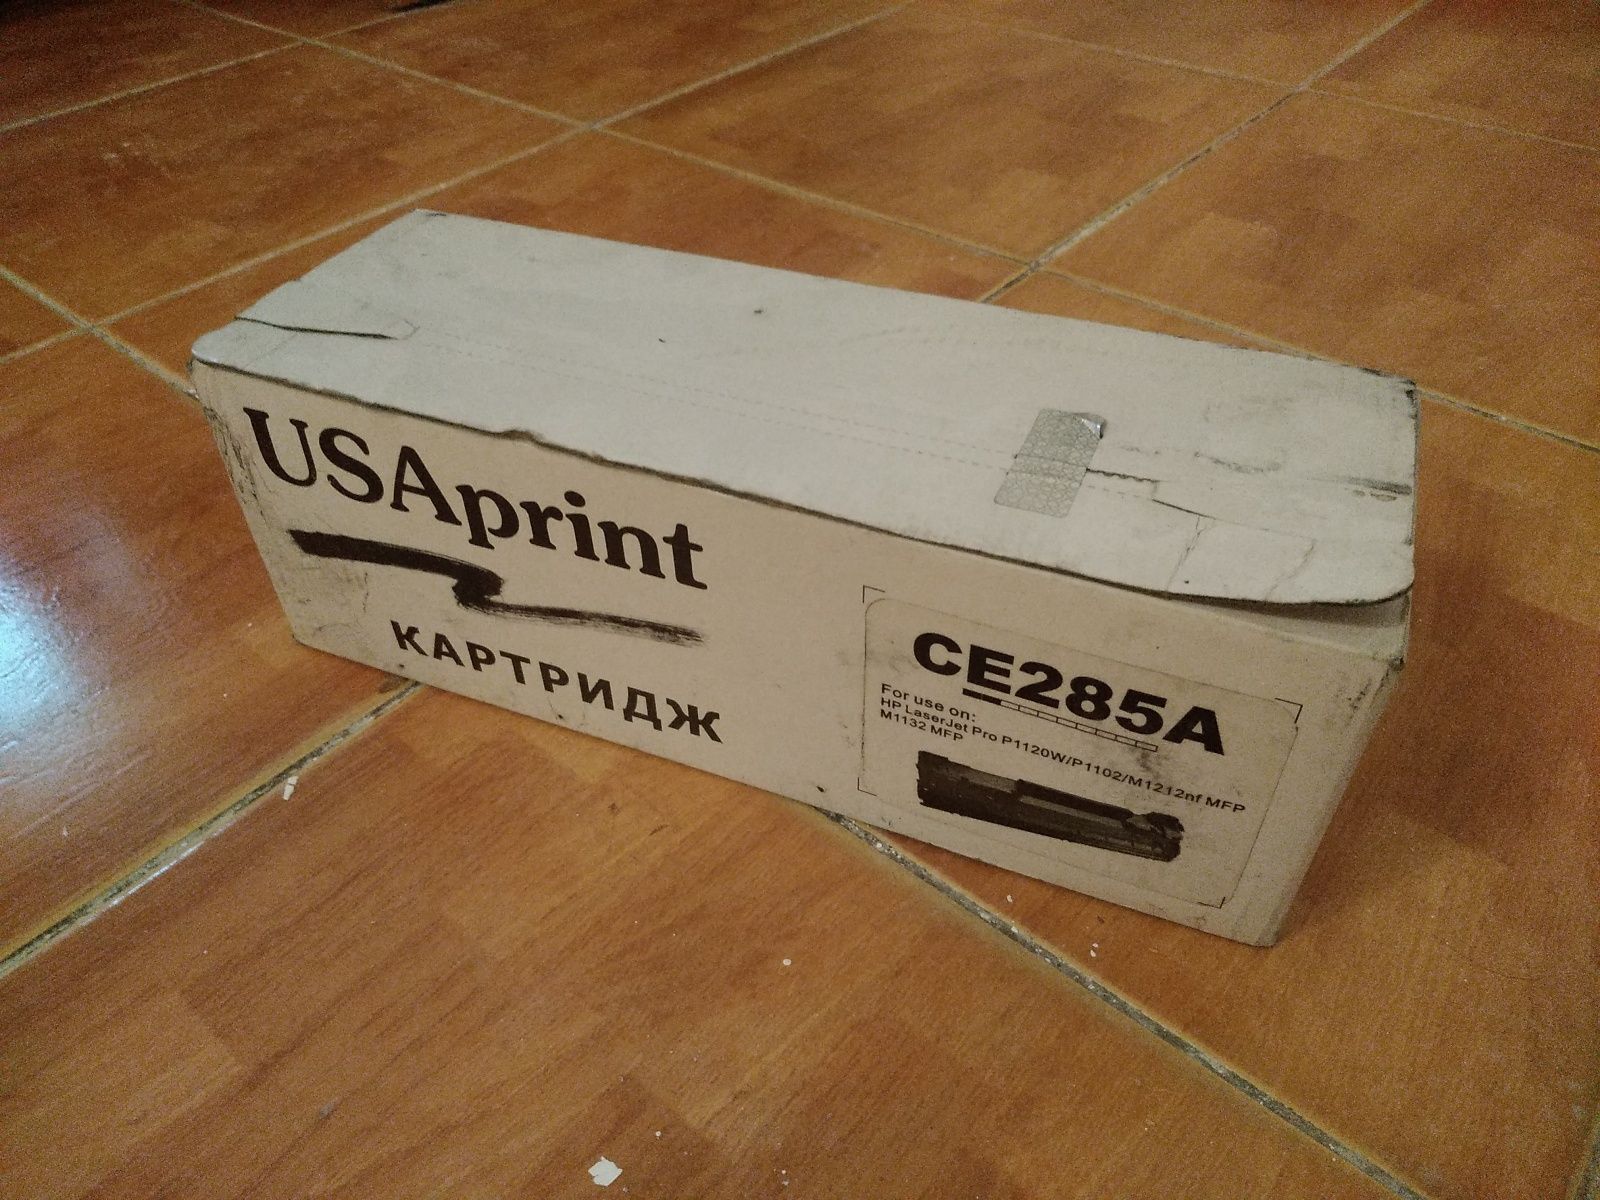 USAprint
КАРТРИДЖ
CE285A
For use on:
HP LaserJet Pro P1120W/P1102/M1212nf MFP
M1132 MFP